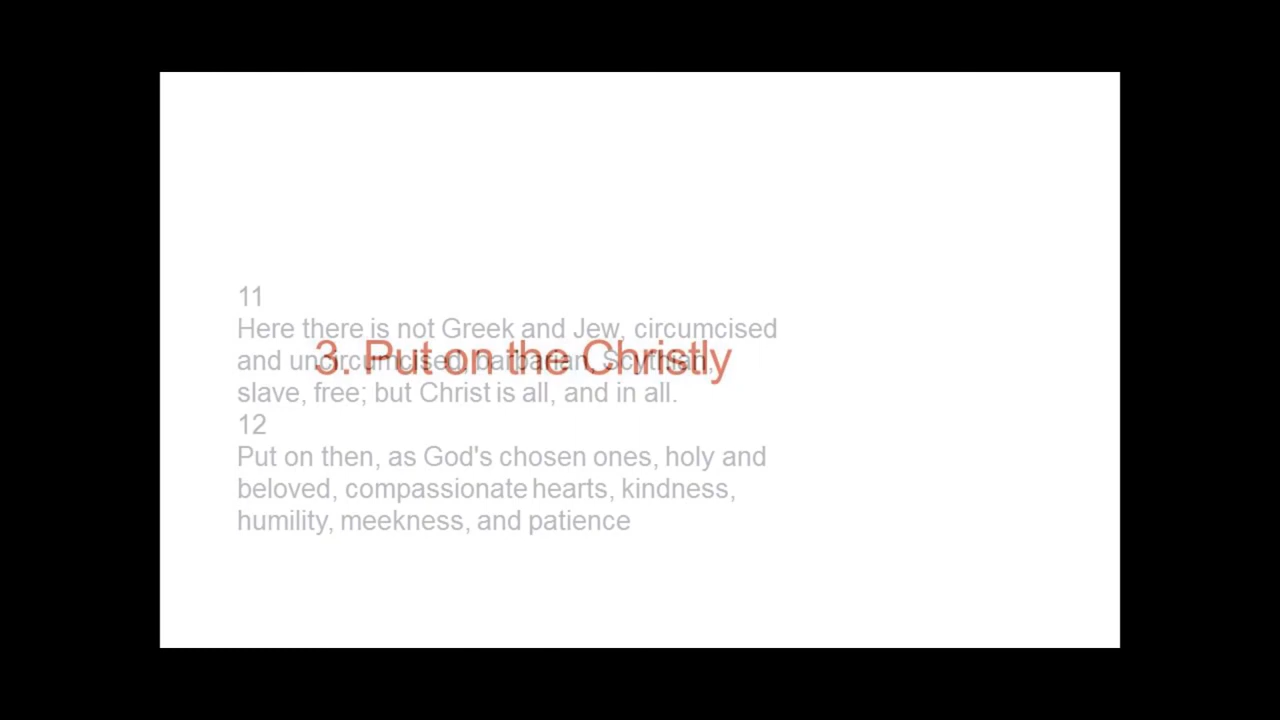 11
Here there is not Greek and Jew, circumcised
3. Put on the Christly
and uncircumcised, barbarian, Scythian,
slave, free; but Christ is all, and in all.
12
Put on then, as God's chosen ones, holy and
beloved, compassionate hearts, kindness,
humility, meekness, and patience